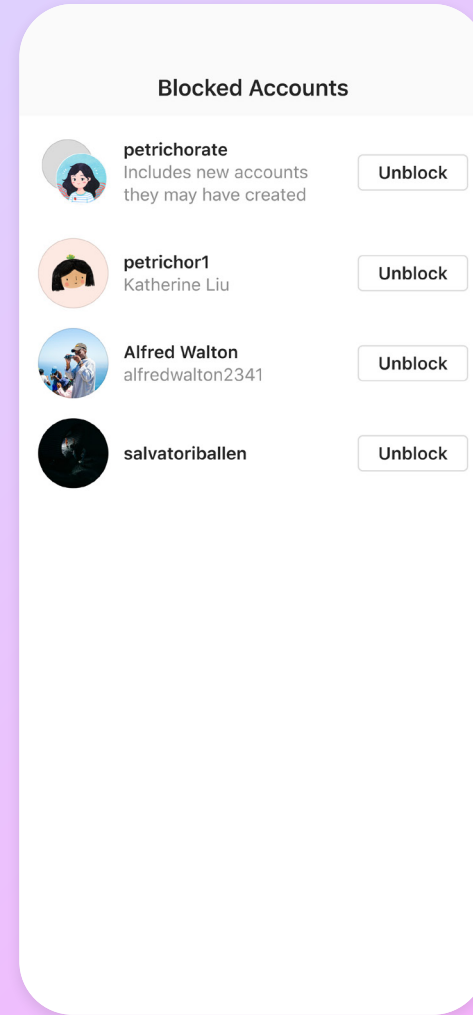 Blocked Accounts
petrichorate
Includes new accounts
they may have created
Unblock
petrichor1
Katherine Liu
Unblock
Alfred Walton
alfredwalton2341
Unblock
salvatoriballen
Unblock